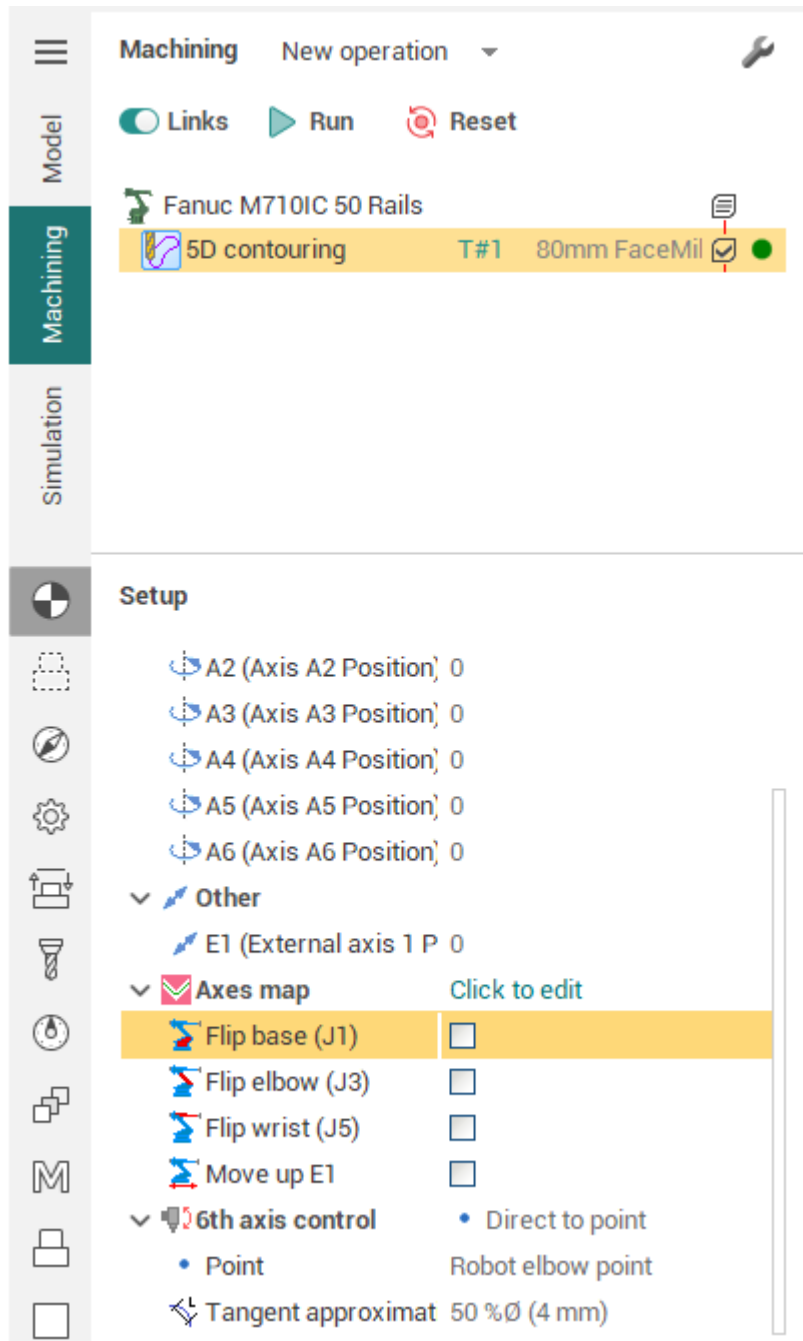 Machining New operation
Links Run Reset
Model
Machining
Simulation
Fanuc M710IC 50 Rails
5D contouring T#1 80mm FaceMil
Setup
A2 (Axis A2 Position) 0
A3 (Axis A3 Position) 0
A4 (Axis A4 Position) 0
A5 (Axis A5 Position) 0
A6 (Axis A6 Position) 0
Other
E1 (External axis 1 P 0
Axes map Click to edit
Flip base (J1)
Flip elbow (J3)
Flip wrist (J5)
Move up E1
6th axis control • Direct to point
• Point Robot elbow point
Tangent approximat 50 %Ø (4 mm)
M